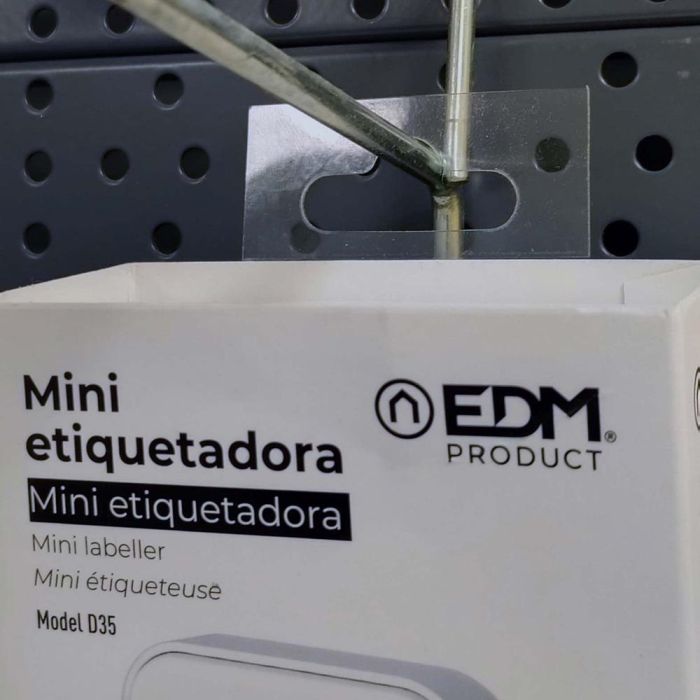 Mini
etiquetadora
Mini etiquetadora
Mini labeller
Mini étiqueteuse
Model D35
EDM®
PRODUCT